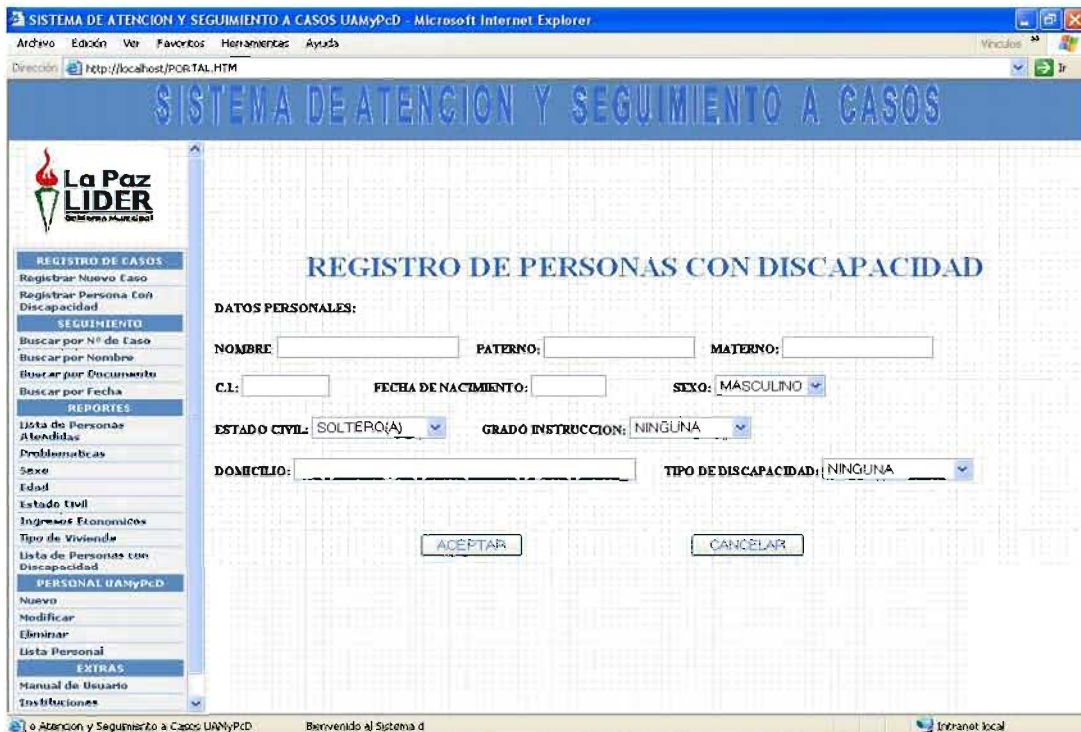 SISTEMA DE ATENCION Y SEGUIMIENTO A CASOS UAMyPcD - Microsoft Internet Explorer
Archivo Edición Ver Favoritos Herramientas Ayuda
Vínculos »
Dirección http://localhost/PORTAL.HTM Ir
SISTEMA DE ATENCION Y SEGUIMIENTO A CASOS
La Paz
LIDER
Gobierno Municipal
REGISTRO DE CASOS
Registrar Nuevo Caso
Registrar Persona Con
Discapacidad
SEGUIMIENTO
Buscar por Nº de Caso
Buscar por Nombre
Buscar por Documento
Buscar por Fecha
REPORTES
Lista de Personas
Atendidas
Problematicas
Sexo
Edad
Estado Civil
Ingresos Economicos
Tipo de Vivienda
Lista de Personas con
Discapacidad
PERSONAL UAMyPcD
Nuevo
Modificar
Eliminar
Lista Personal
EXTRAS
Manual de Usuario
Instituciones
REGISTRO DE PERSONAS CON DISCAPACIDAD
DATOS PERSONALES:
NOMBRE PATERNO: MATERNO:
C.I.: FECHA DE NACIMIENTO: SEXO: MASCULINO
ESTADO CIVIL: SOLTERO(A) GRADO INSTRUCCION: NINGUNA
DOMICILIO: TIPO DE DISCAPACIDAD: NINGUNA
ACEPTAR CANCELAR
e Atencion y Seguimiento a Casos UAMyPcD Bienvenido al Sistema d Intranet local